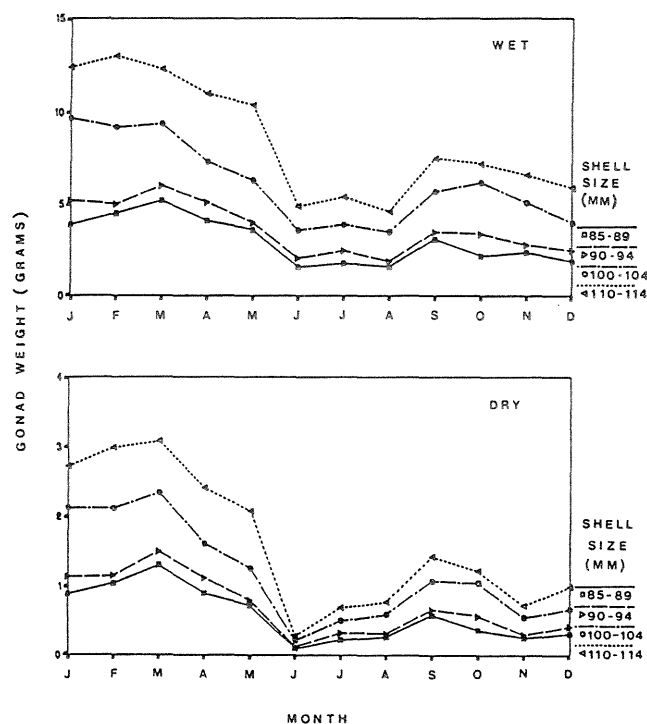 15
WET
10
5
0
SHELL
SIZE
(MM)
85-89
90-94
100-104
110-114
J F M A M J J A S O N D
GONAD WEIGHT (GRAMS)
4
DRY
3
2
1
0
SHELL
SIZE
(MM)
85-89
90-94
100-104
110-114
J F M A M J J A S O N D
MONTH